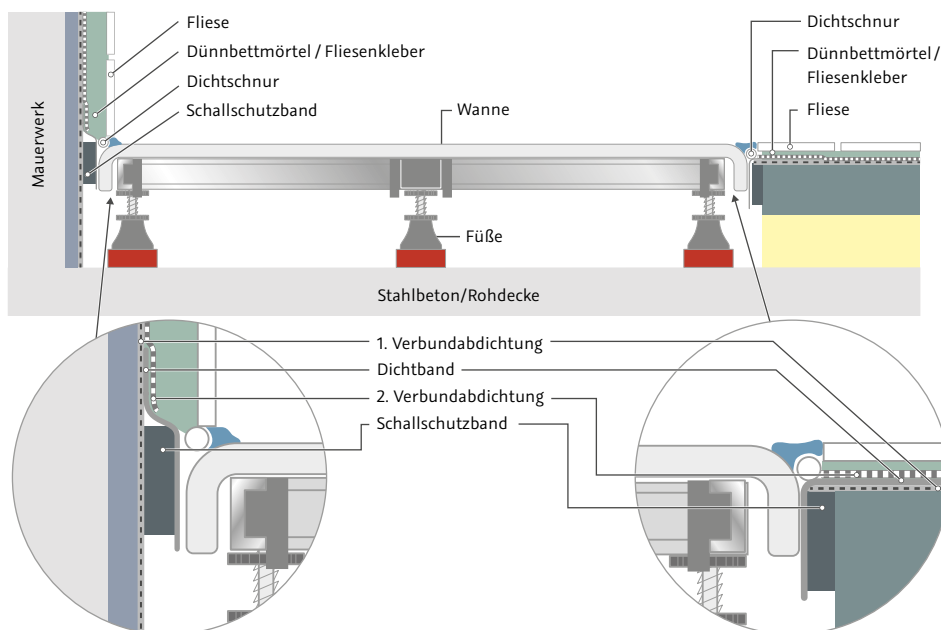 Fliese
Dünnbettmörtel / Fliesenkleber
Dichtschnur
Schallschutzband
Mauerwerk
Wanne
Füße
Dichtschnur
Dünnbettmörtel /
Fliesenkleber
Fliese
Stahlbeton/Rohdecke
1. Verbundabdichtung
Dichtband
2. Verbundabdichtung
Schallschutzband